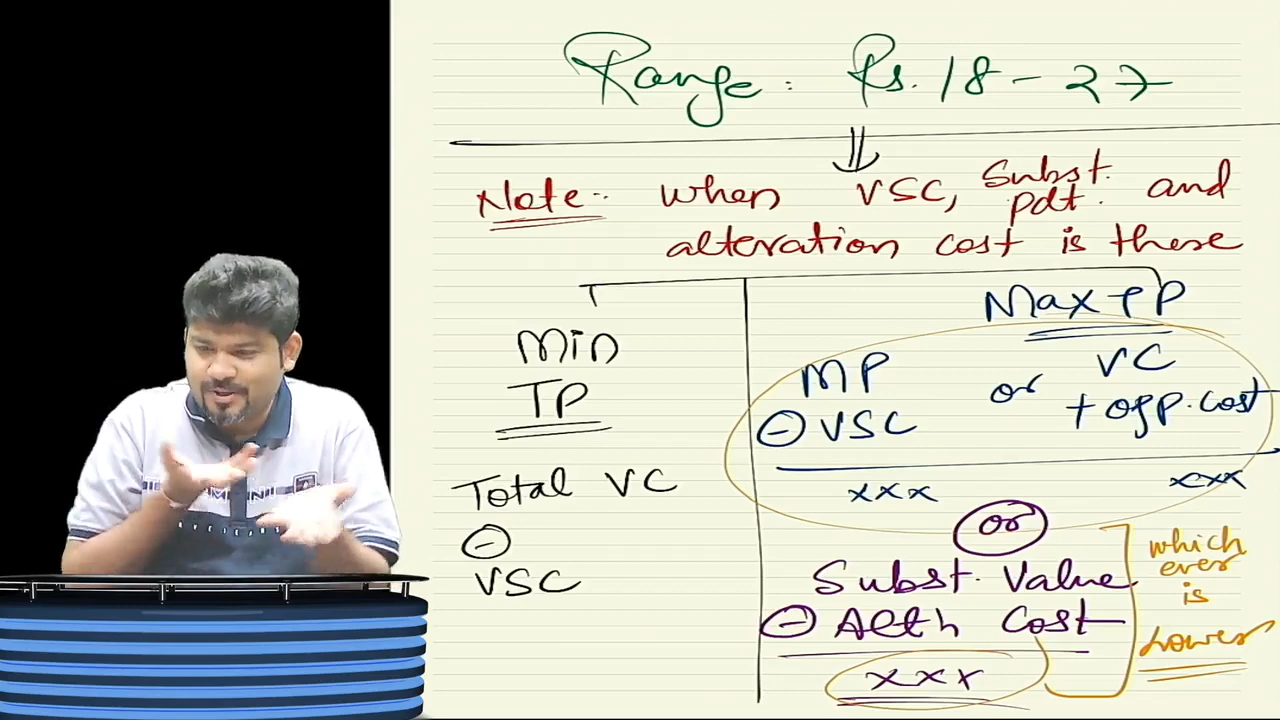 Range : Rs. 18 - 27
Note:- when VSC, Subst. pdt. and
alteration cost is there
Min
TP
Total VC
⊖
VSC
Max TP
MP
⊖ VSC
xxx
or
VC
+ opp. cost
xxx
or
Subst. Value
⊖ Altn Cost
xxx
which
ever
is
Lower